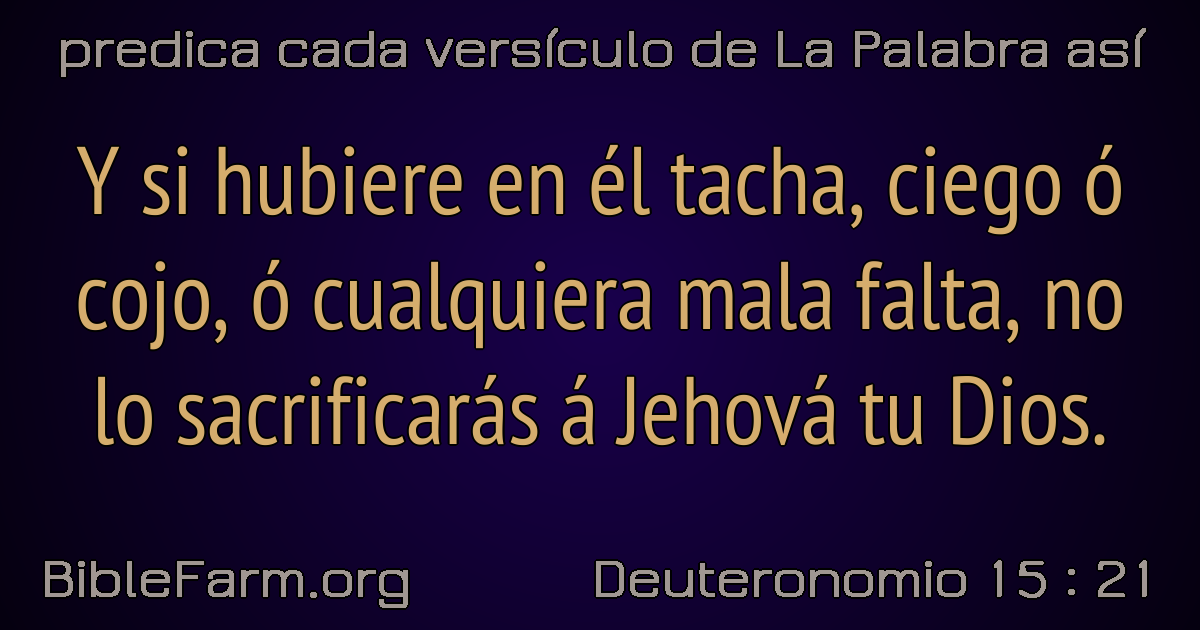 predica cada versículo de La Palabra así
Y si hubiere en él tacha, ciego ó
cojo, ó cualquiera mala falta, no
lo sacrificarás á Jehová tu Dios.
BibleFarm.org
Deuteronomio 15 : 21